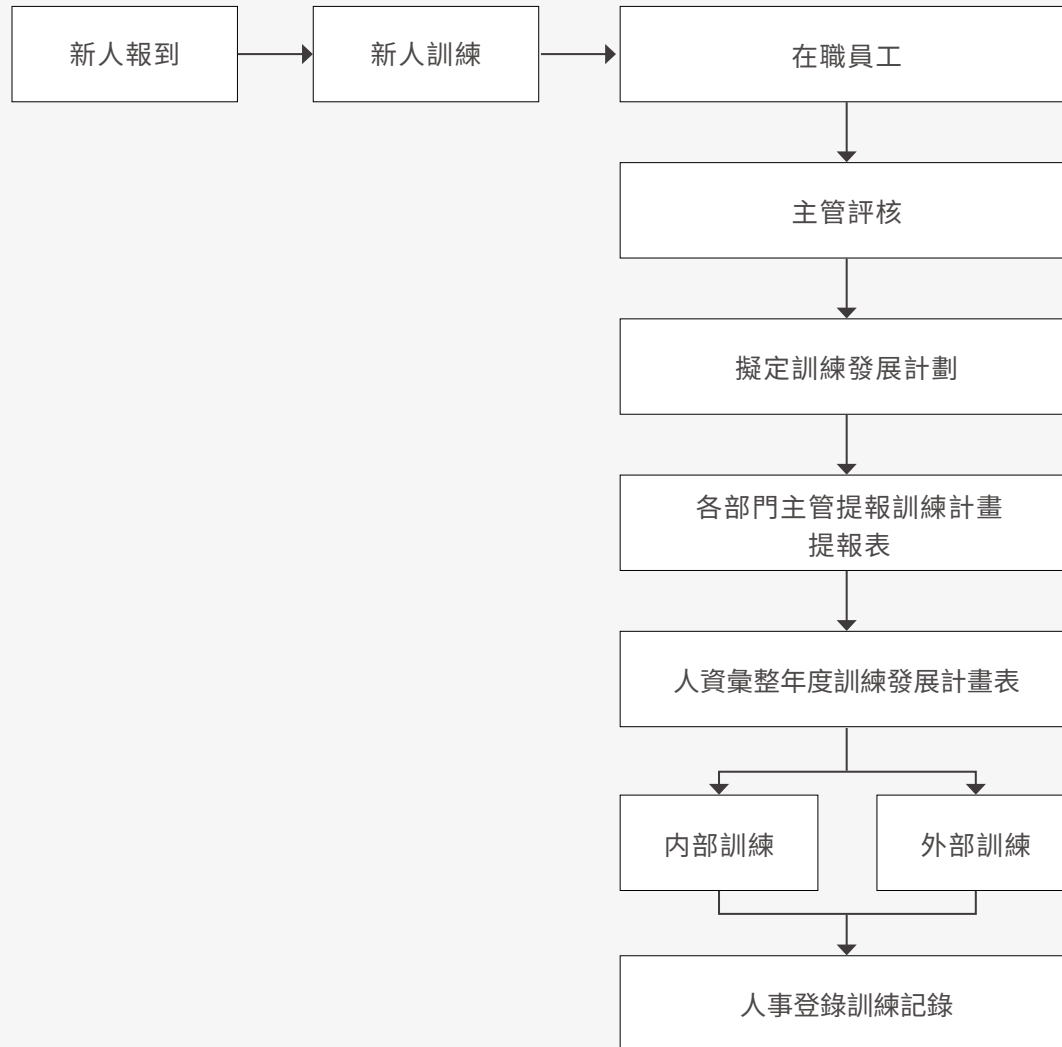 新人報到
新人訓練
在職員工
主管評核
擬定訓練發展計劃
各部門主管提報訓練計畫
提報表
人資彙整年度訓練發展計畫表
內部訓練
外部訓練
人事登錄訓練記錄